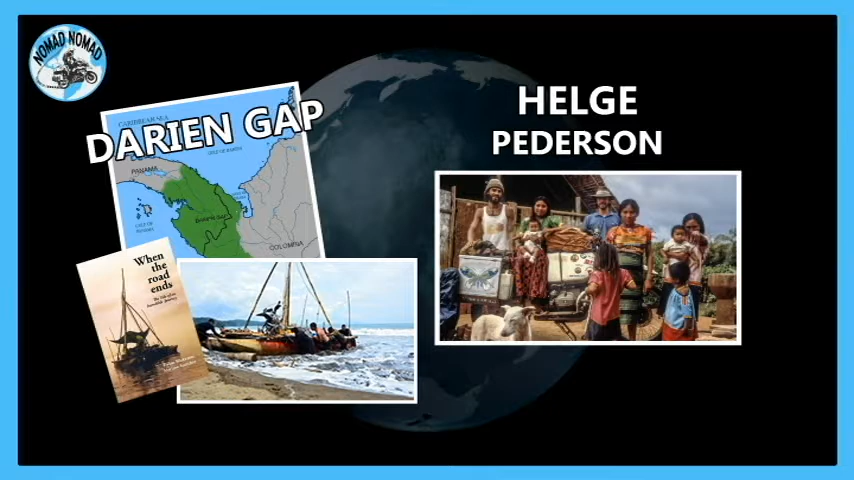 NOMAD NOMAD
DARIEN GAP
CARIBBEAN SEA
PANAMA
COLOMBIA
When
the
road
ends
HELGE
PEDERSON